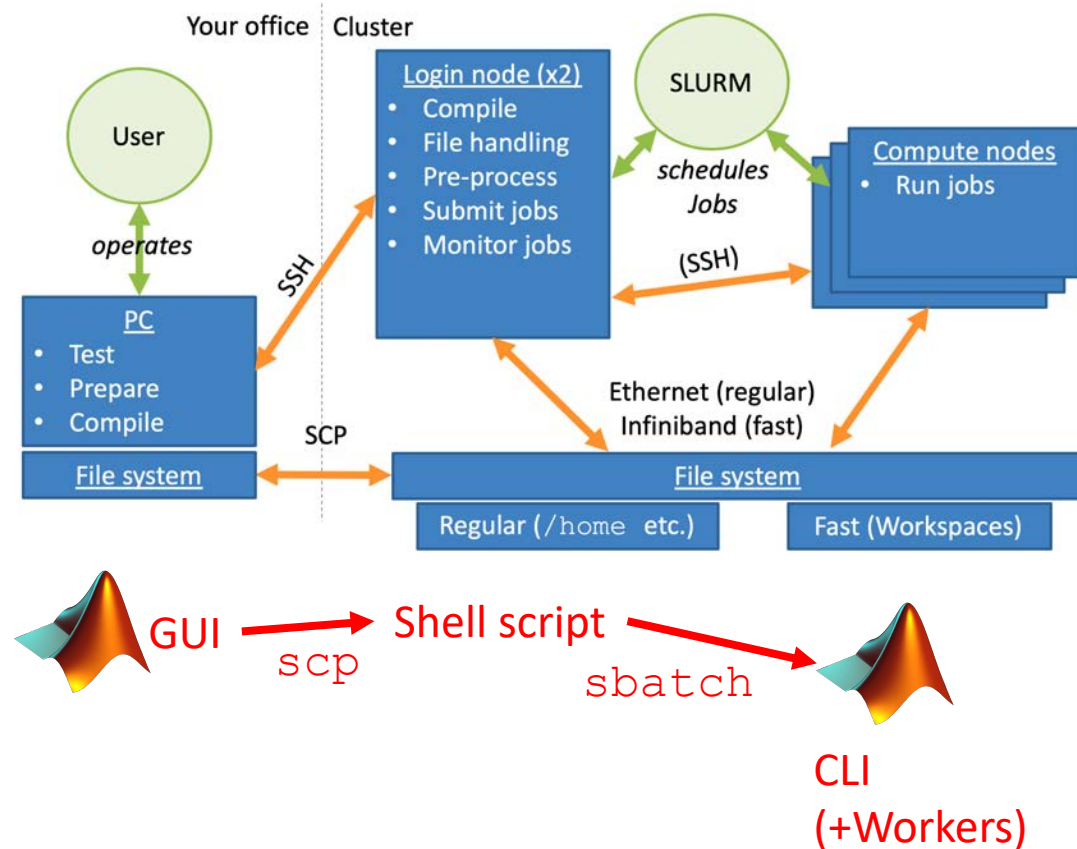 Your office
Cluster
User
operates
PC
• Test
• Prepare
• Compile
File system
SSH
SCP
Login node (x2)
• Compile
• File handling
• Pre-process
• Submit jobs
• Monitor jobs
SLURM
schedules
Jobs
(SSH)
Compute nodes
• Run jobs
Ethernet (regular)
Infiniband (fast)
File system
Regular (/home etc.)
Fast (Workspaces)
GUI
scp
Shell script
sbatch
CLI
(+Workers)